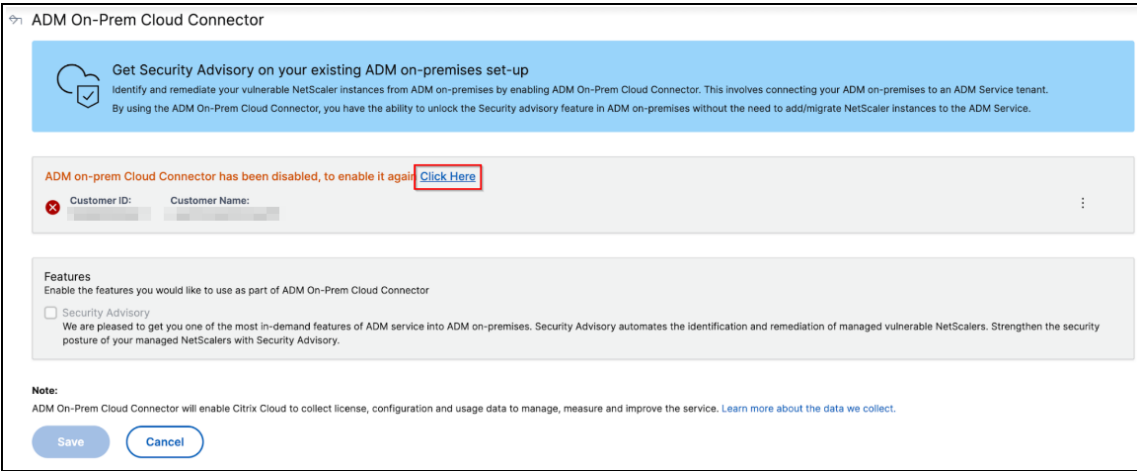 ADM On-Prem Cloud Connector
Get Security Advisory on your existing ADM on-premises set-up
Identify and remediate your vulnerable NetScaler instances from ADM on-premises by enabling ADM On-Prem Cloud Connector. This involves connecting your ADM on-premises to an ADM Service tenant.
By using the ADM On-Prem Cloud Connector, you have the ability to unlock the Security advisory feature in ADM on-premises without the need to add/migrate NetScaler instances to the ADM Service.
ADM on-prem Cloud Connector has been disabled, to enable it again Click Here
Customer ID: Customer Name:
Features
Enable the features you would like to use as part of ADM On-Prem Cloud Connector
Security Advisory
We are pleased to get you one of the most in-demand features of ADM service into ADM on-premises. Security Advisory automates the identification and remediation of managed vulnerable NetScalers. Strengthen the security
posture of your managed NetScalers with Security Advisory.
Note:
ADM On-Prem Cloud Connector will enable Citrix Cloud to collect license, configuration and usage data to manage, measure and improve the service. Learn more about the data we collect.
Save Cancel